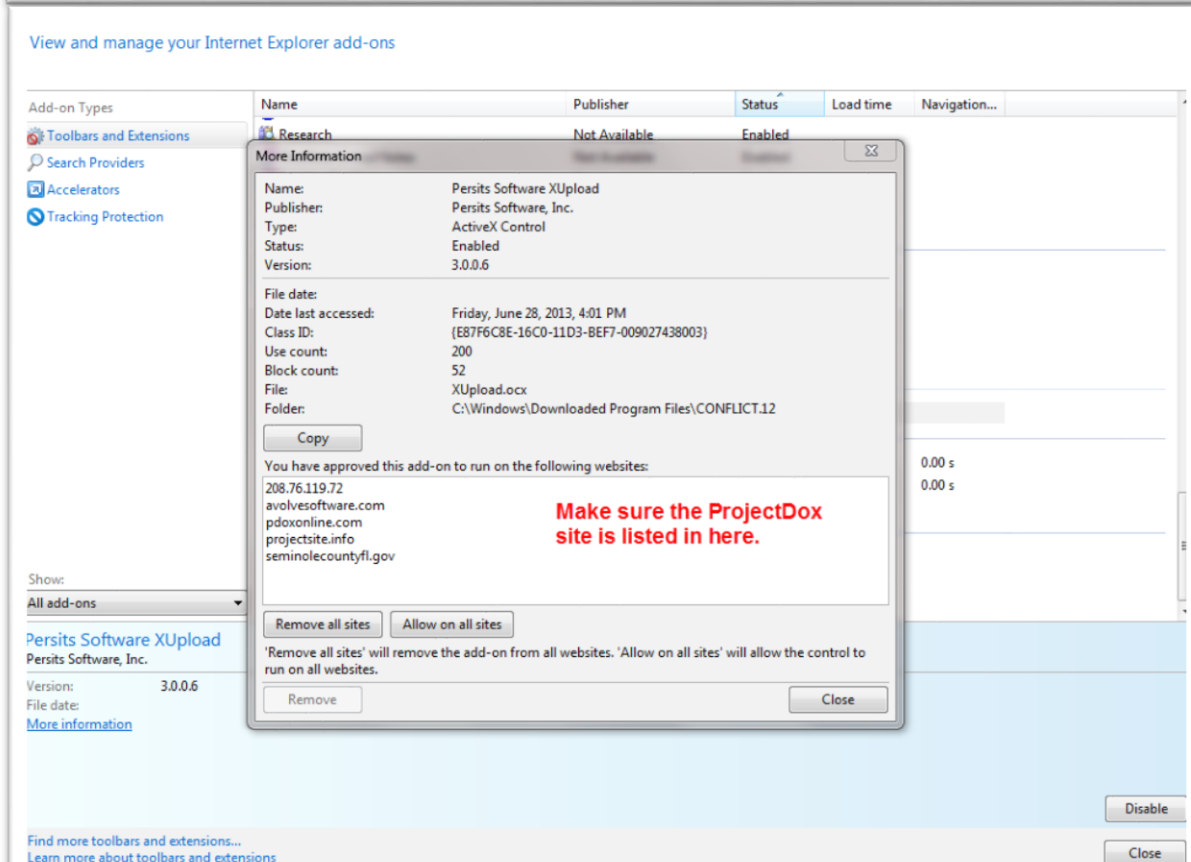 View and manage your Internet Explorer add-ons
Add-on Types
Toolbars and Extensions
Search Providers
Accelerators
Tracking Protection
Name Publisher Status Load time Navigation...
Research Not Available Enabled
More Information
Name: Persits Software XUpload
Publisher: Persits Software, Inc.
Type: ActiveX Control
Status: Enabled
Version: 3.0.0.6
File date:
Date last accessed: Friday, June 28, 2013, 4:01 PM
Class ID: {E87F6C8E-16C0-11D3-BEF7-009027438003}
Use count: 200
Block count: 52
File: XUpload.ocx
Folder: C:\Windows\Downloaded Program Files\CONFLICT.12
Copy
You have approved this add-on to run on the following websites:
208.76.119.72
avolvesoftware.com
pdoxonline.com
projectsite.info
seminolecountyfl.gov
Make sure the ProjectDox
site is listed in here.
Remove all sites Allow on all sites
'Remove all sites' will remove the add-on from all websites. 'Allow on all sites' will allow the control to
run on all websites.
Remove Close
0.00 s
0.00 s
Show:
All add-ons
Persits Software XUpload
Persits Software, Inc.
Version: 3.0.0.6
File date:
More information
Disable
Find more toolbars and extensions...
Learn more about toolbars and extensions
Close